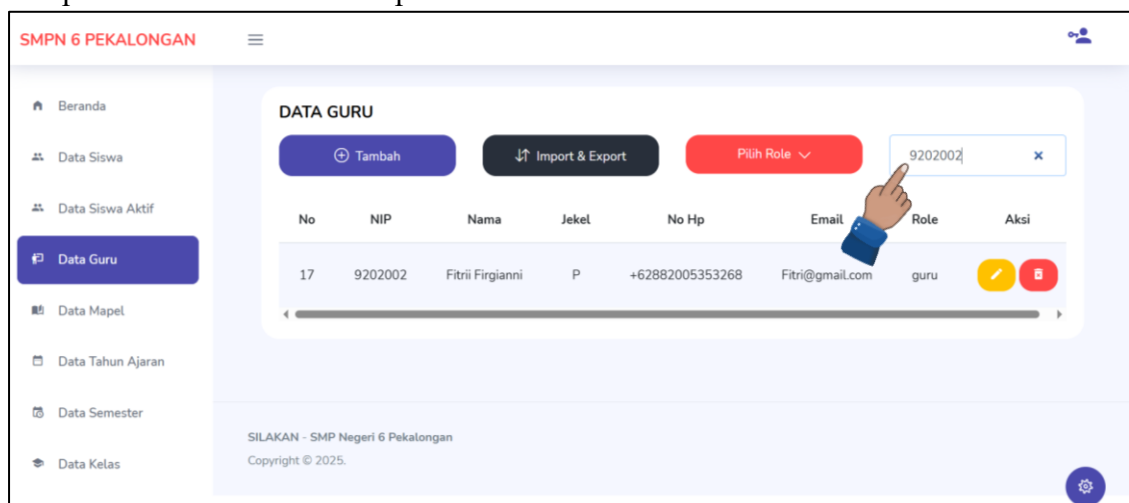 SMPN 6 PEKALONGAN
Beranda
Data Siswa
Data Siswa Aktif
Data Guru
Data Mapel
Data Tahun Ajaran
Data Semester
Data Kelas
DATA GURU
Tambah
Import & Export
Pilih Role
9202002
No NIP Nama Jekel No Hp Email Role Aksi
17 9202002 Fitrii Firgianni P +62882005353268 Fitri@gmail.com guru
SILAKAN - SMP Negeri 6 Pekalongan
Copyright © 2025.